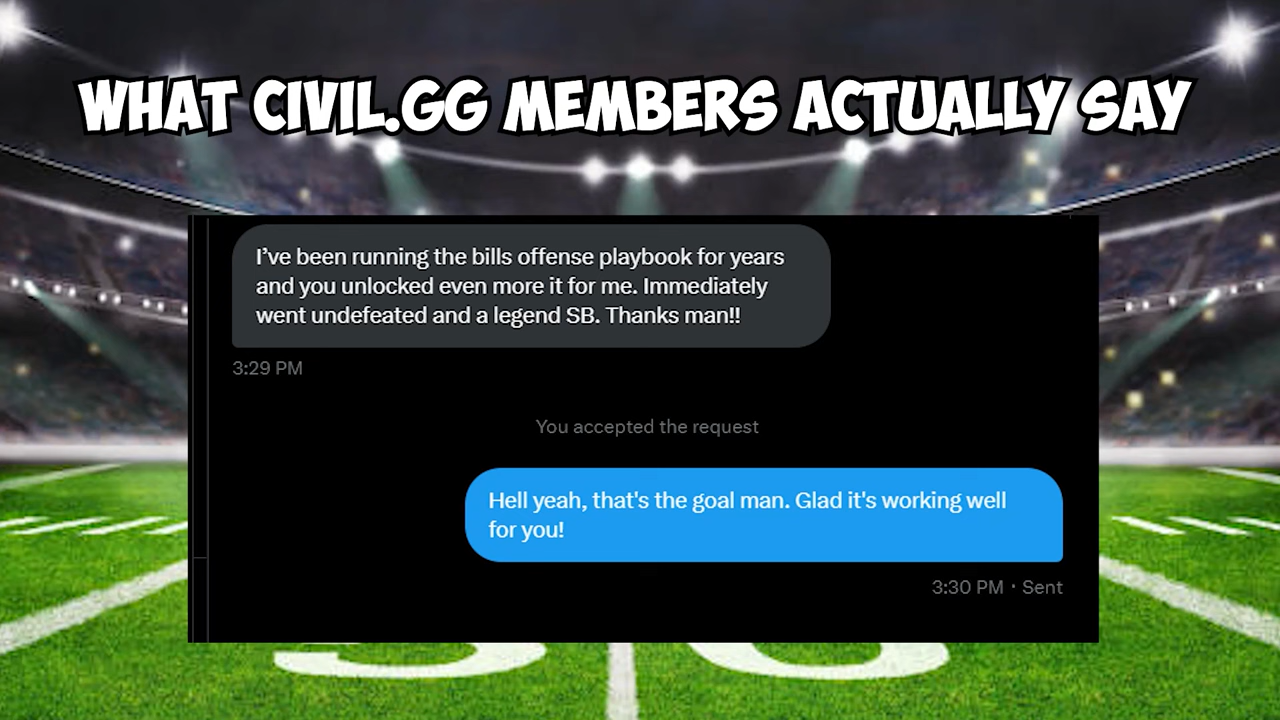 WHAT CIVIL.GG MEMBERS ACTUALLY SAY
I’ve been running the bills offense playbook for years
and you unlocked even more it for me. Immediately
went undefeated and a legend SB. Thanks man!!
3:29 PM
You accepted the request
Hell yeah, that's the goal man. Glad it's working well
for you!
3:30 PM · Sent
50